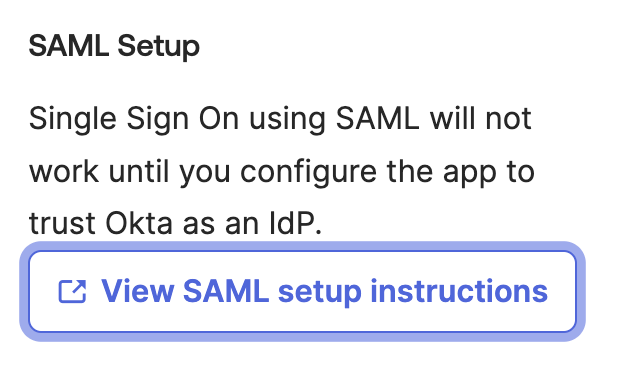 SAML Setup
Single Sign On using SAML will not
work until you configure the app to
trust Okta as an IdP.
View SAML setup instructions